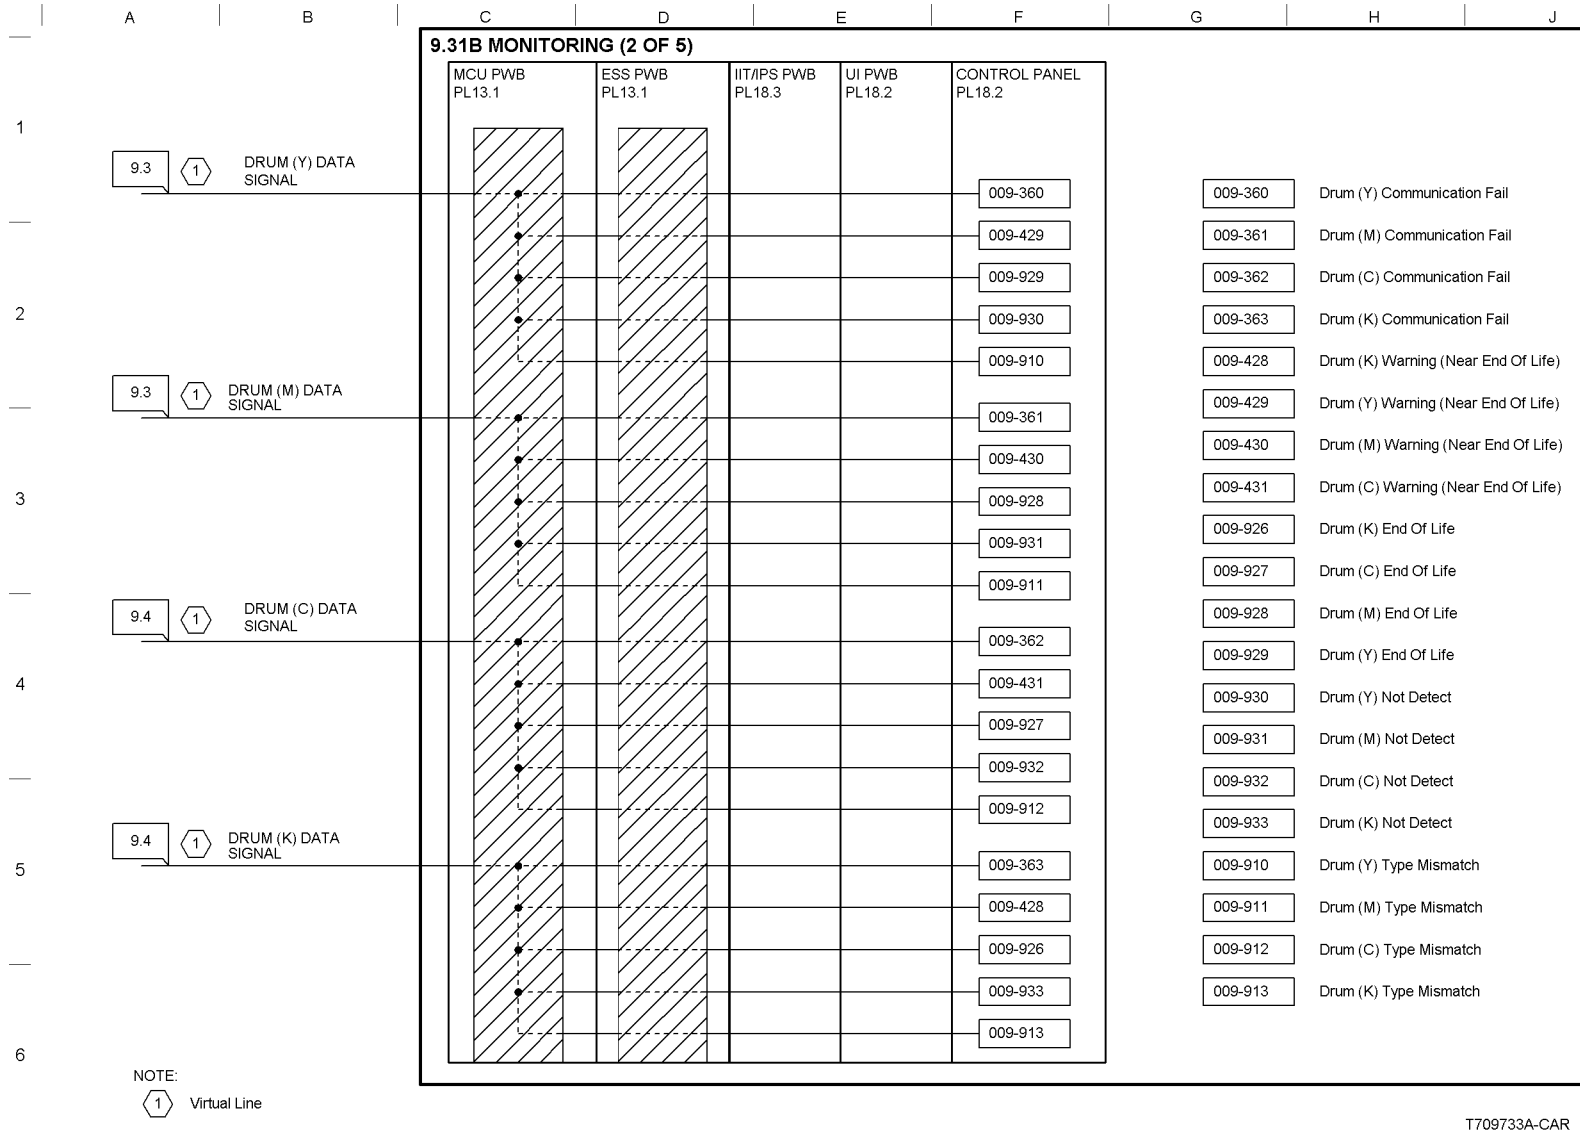 A B C D E F G H J
9.31B MONITORING (2 OF 5)
MCU PWB
PL13.1
ESS PWB
PL13.1
IIT/IPS PWB
PL18.3
UI PWB
PL18.2
CONTROL PANEL
PL18.2
1
9.3
1
DRUM (Y) DATA
SIGNAL
009-360
009-429
009-929
009-930
009-910
2
9.3
1
DRUM (M) DATA
SIGNAL
009-361
009-430
009-928
009-931
009-911
3
9.4
1
DRUM (C) DATA
SIGNAL
009-362
009-431
009-927
009-932
009-912
4
9.4
1
DRUM (K) DATA
SIGNAL
009-363
009-428
009-926
009-933
009-913
5
6
009-360 Drum (Y) Communication Fail
009-361 Drum (M) Communication Fail
009-362 Drum (C) Communication Fail
009-363 Drum (K) Communication Fail
009-428 Drum (K) Warning (Near End Of Life)
009-429 Drum (Y) Warning (Near End Of Life)
009-430 Drum (M) Warning (Near End Of Life)
009-431 Drum (C) Warning (Near End Of Life)
009-926 Drum (K) End Of Life
009-927 Drum (C) End Of Life
009-928 Drum (M) End Of Life
009-929 Drum (Y) End Of Life
009-930 Drum (Y) Not Detect
009-931 Drum (M) Not Detect
009-932 Drum (C) Not Detect
009-933 Drum (K) Not Detect
009-910 Drum (Y) Type Mismatch
009-911 Drum (M) Type Mismatch
009-912 Drum (C) Type Mismatch
009-913 Drum (K) Type Mismatch
NOTE:
1 Virtual Line
T709733A-CAR